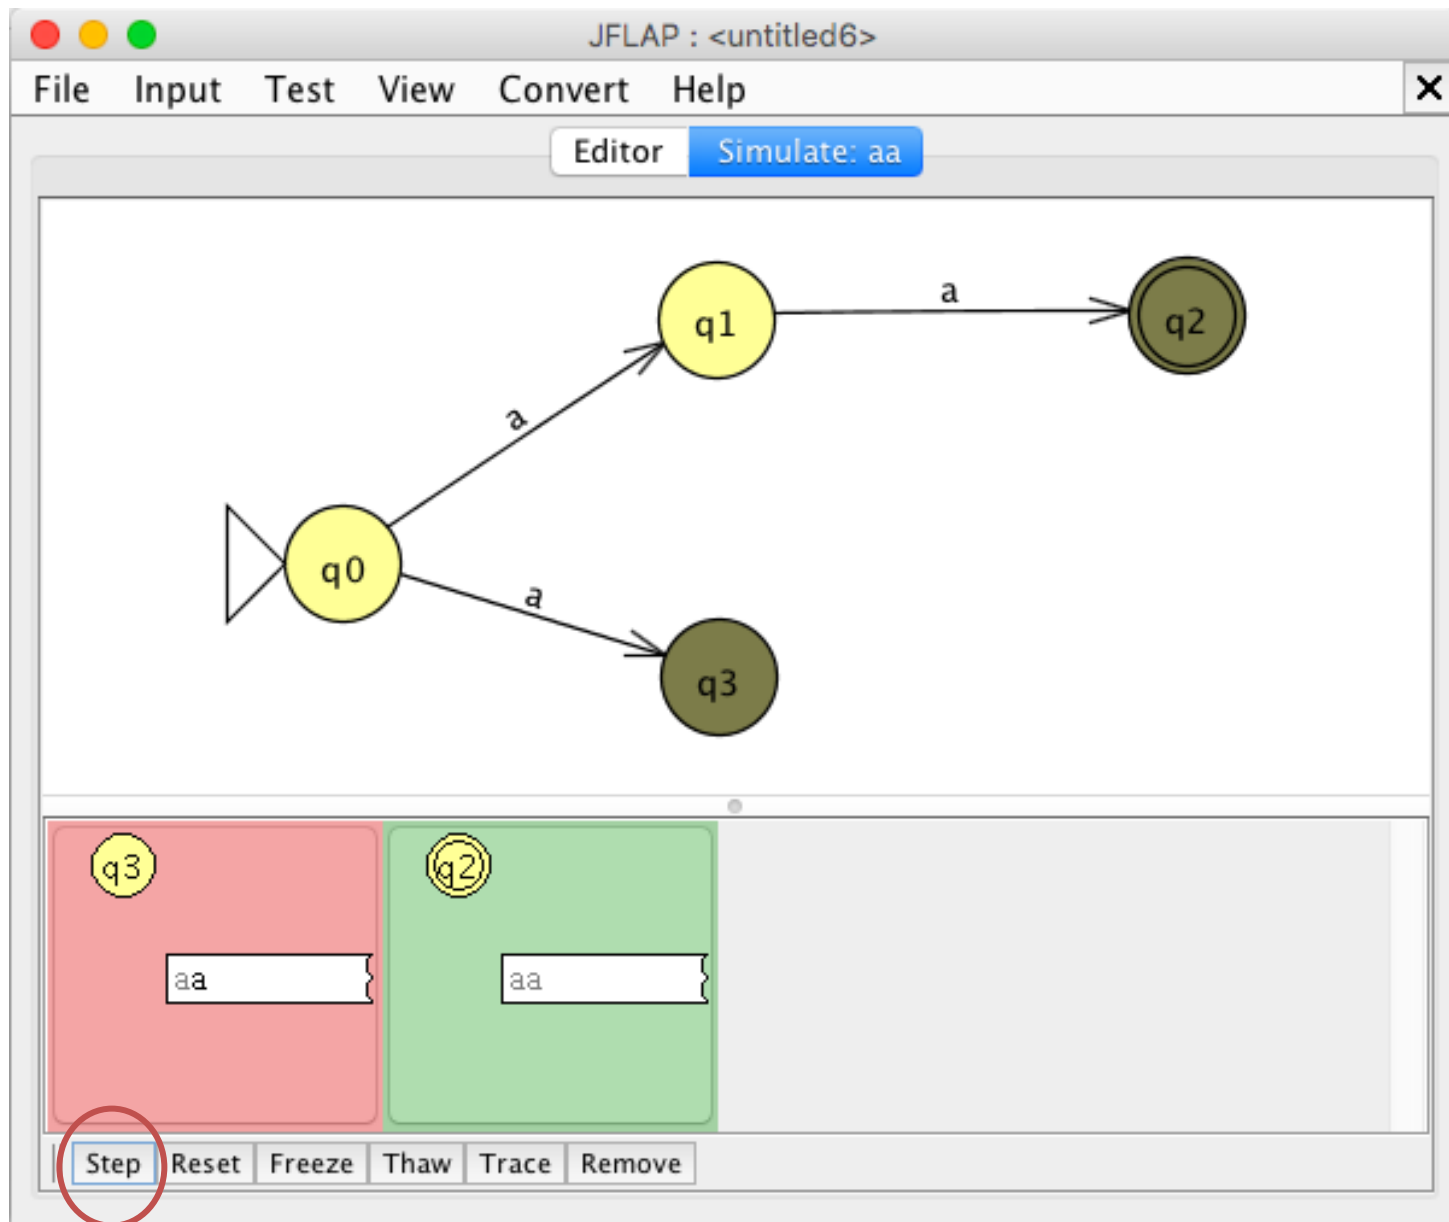 JFLAP : <untitled6>
File Input Test View Convert Help
Editor Simulate: aa
a
q1
q2
a
q0
a
q3
q3 q2
aa aa
Step Reset Freeze Thaw Trace Remove